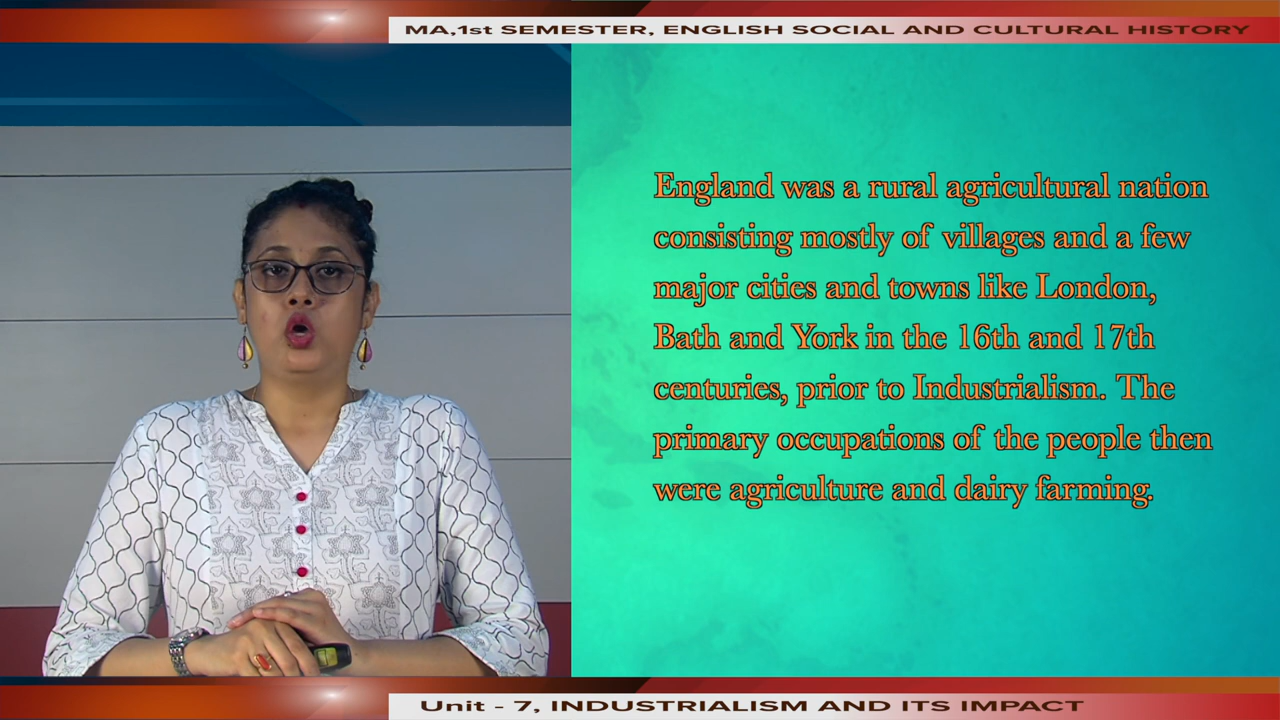 MA,1st SEMESTER, ENGLISH SOCIAL AND CULTURAL HISTORY
England was a rural agricultural nation
consisting mostly of villages and a few
major cities and towns like London,
Bath and York in the 16th and 17th
centuries, prior to Industrialism. The
primary occupations of the people then
were agriculture and dairy farming.
Unit - 7, INDUSTRIALISM AND ITS IMPACT